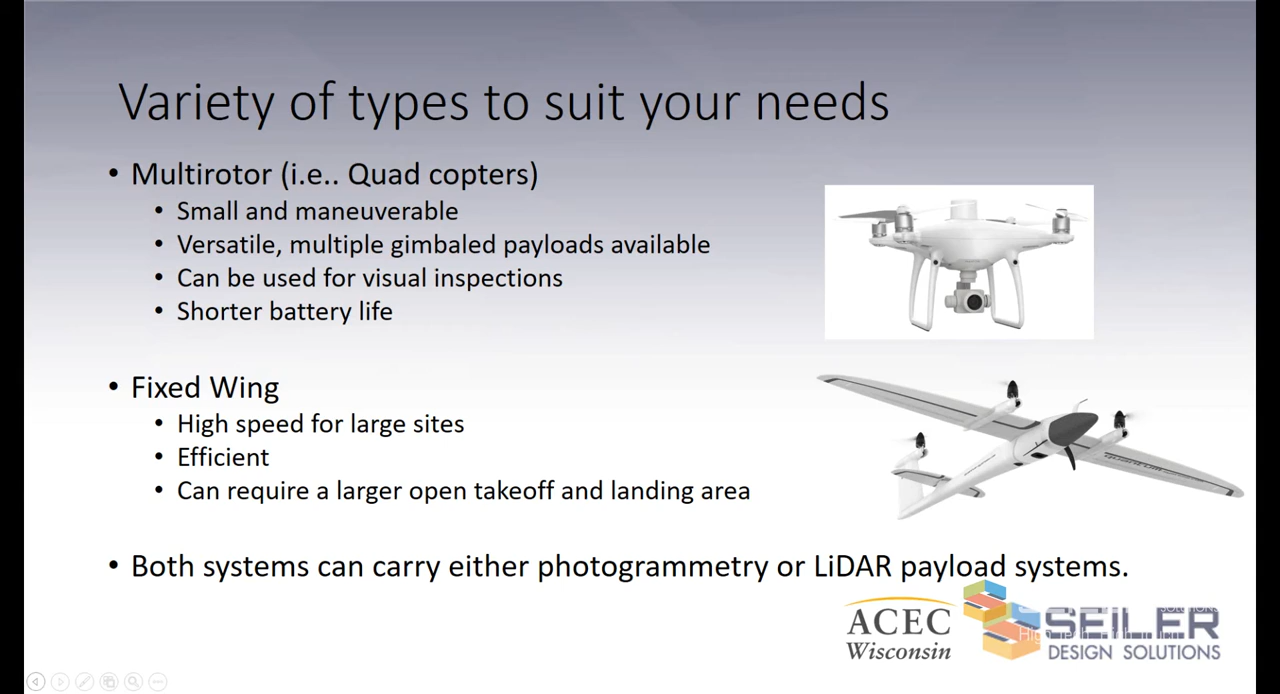 Variety of types to suit your needs
• Multirotor (i.e.. Quad copters)
• Small and maneuverable
• Versatile, multiple gimbaled payloads available
• Can be used for visual inspections
• Shorter battery life
• Fixed Wing
• High speed for large sites
• Efficient
• Can require a larger open takeoff and landing area
• Both systems can carry either photogrammetry or LiDAR payload systems.
ACEC
Wisconsin
SEILER
DESIGN SOLUTIONS